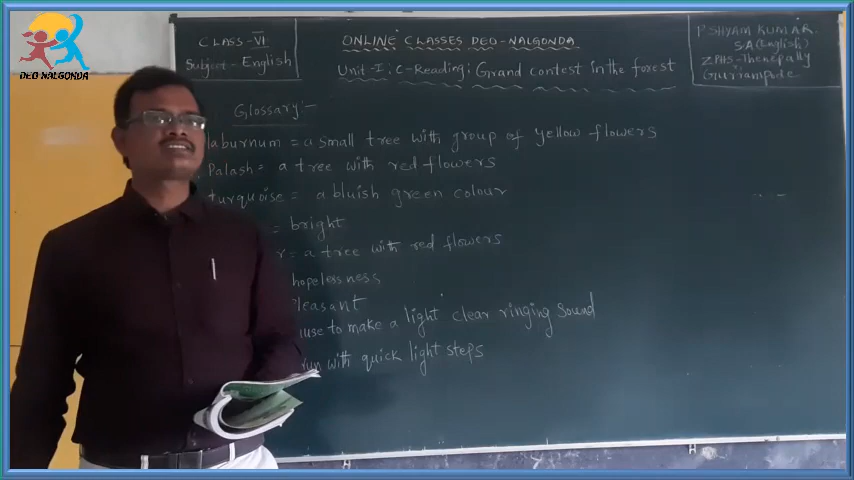 DEO NALGONDA
CLASS-VI
Subject - English
ONLINE CLASSES DEO-NALGONDA
Unit-I: C-Reading: Grand contest in the forest
P. SHYAM KUMAR.
SA(English)
ZPHS-Thenepally
Gurrampode
Glossary:-
laburnum = a small tree with group of yellow flowers
Palash = a tree with red flowers
turquoise = a bluish green colour
= bright
r = a tree with red flowers
hopelessness
Pleasant
use to make a light clear ringing sound
run with quick light steps